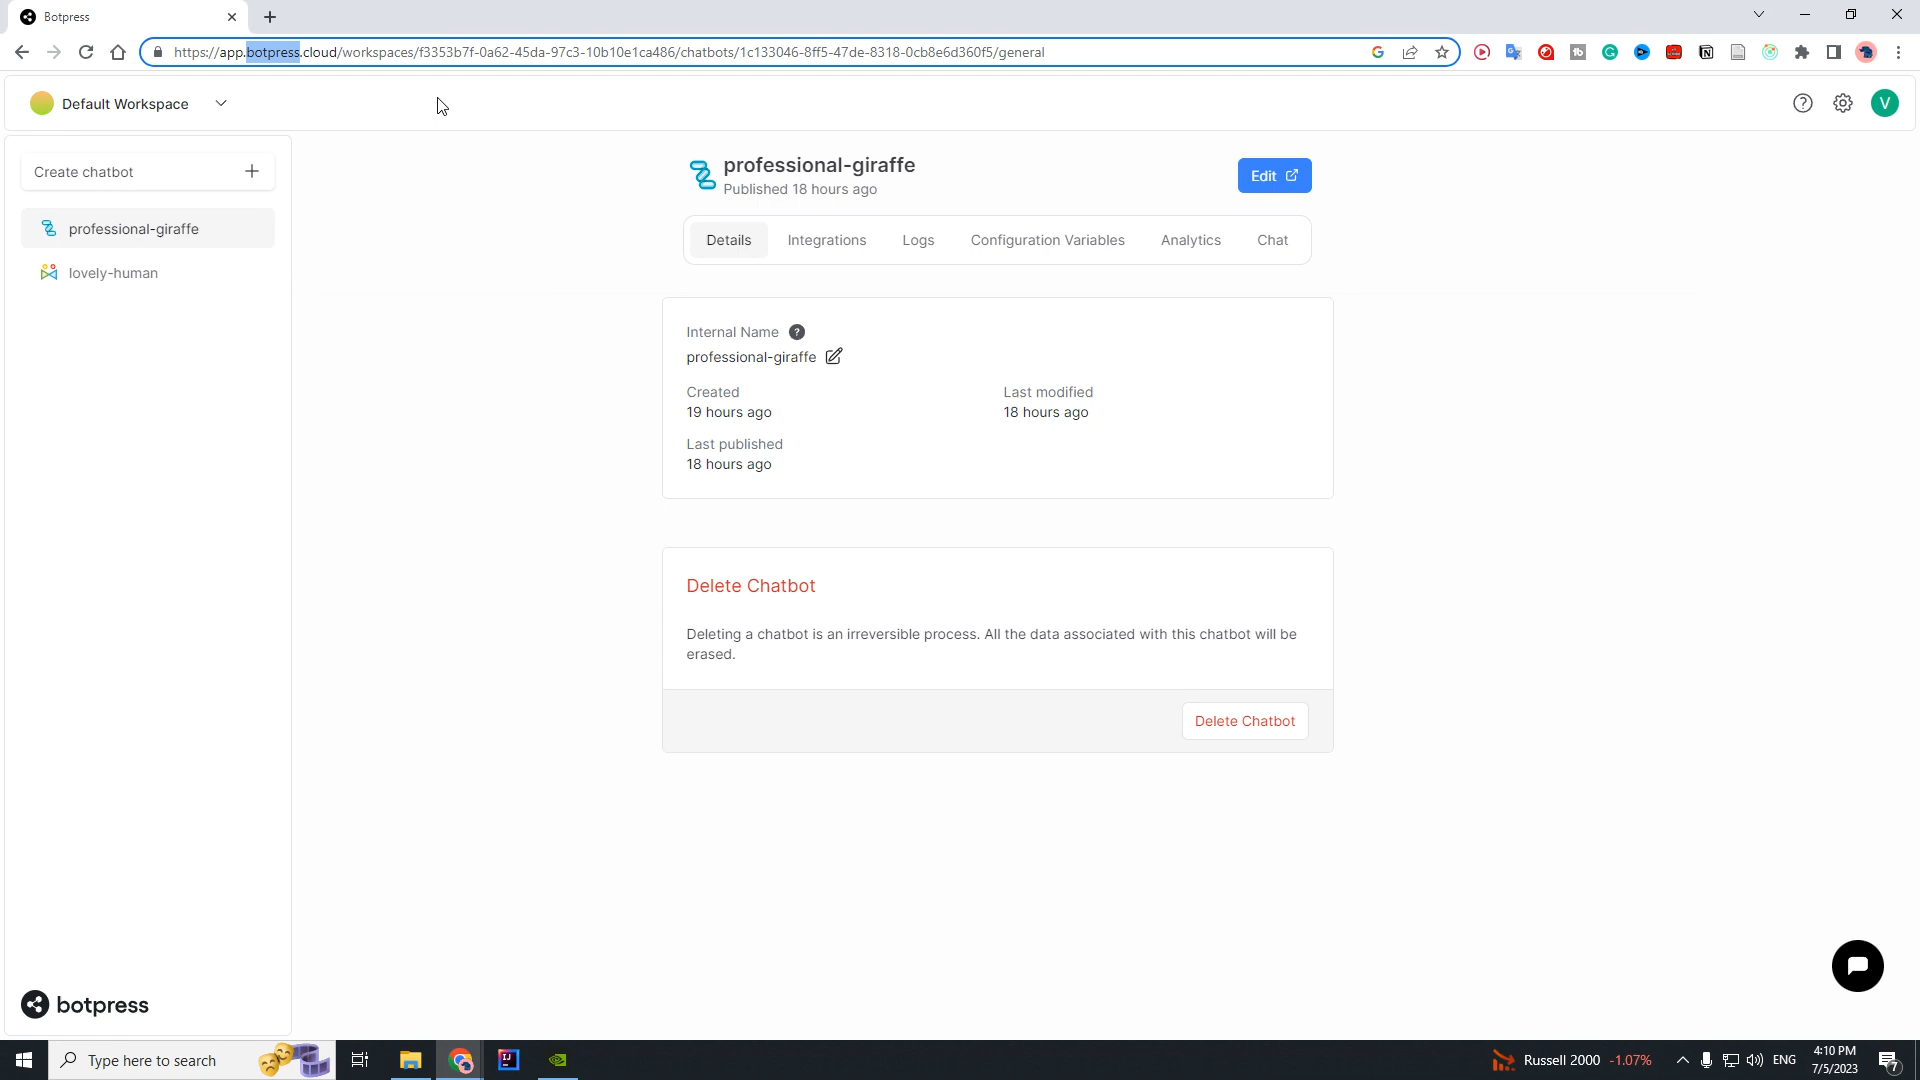 Botpress
https://app.botpress.cloud/workspaces/f3353b7f-0a62-45da-97c3-10b10e1ca486/chatbots/1c133046-8ff5-47de-8318-0cb8e6d360f5/general
Default Workspace
V
Create chatbot
professional-giraffe
lovely-human
professional-giraffe
Published 18 hours ago
Edit
Details Integrations Logs Configuration Variables Analytics Chat
Internal Name ?
professional-giraffe
Created Last modified
19 hours ago 18 hours ago
Last published
18 hours ago
Delete Chatbot
Deleting a chatbot is an irreversible process. All the data associated with this chatbot will be
erased.
Delete Chatbot
botpress
Type here to search
Russell 2000 -1.07%
ENG
4:10 PM
7/5/2023
7